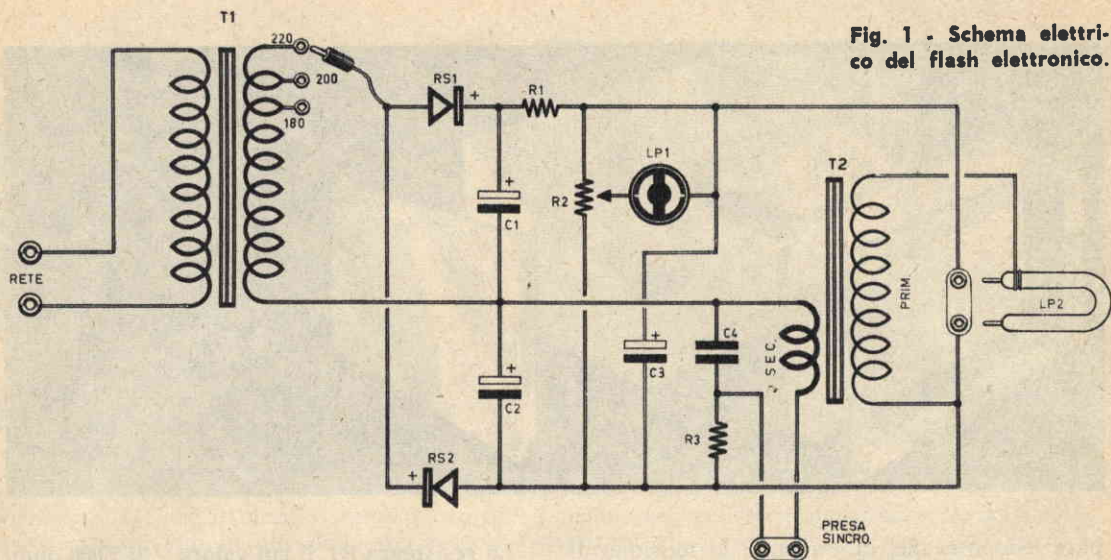 Fig. 1 - Schema elettri-
co del flash elettronico.
T1
220
200
180
RS1
+
R1
LP1
T2
R2
+
C1
RETE
PRIM.
LP2
C4
SEC.
+
C2
+
C3
R3
+
RS2
PRESA
SINCRO.